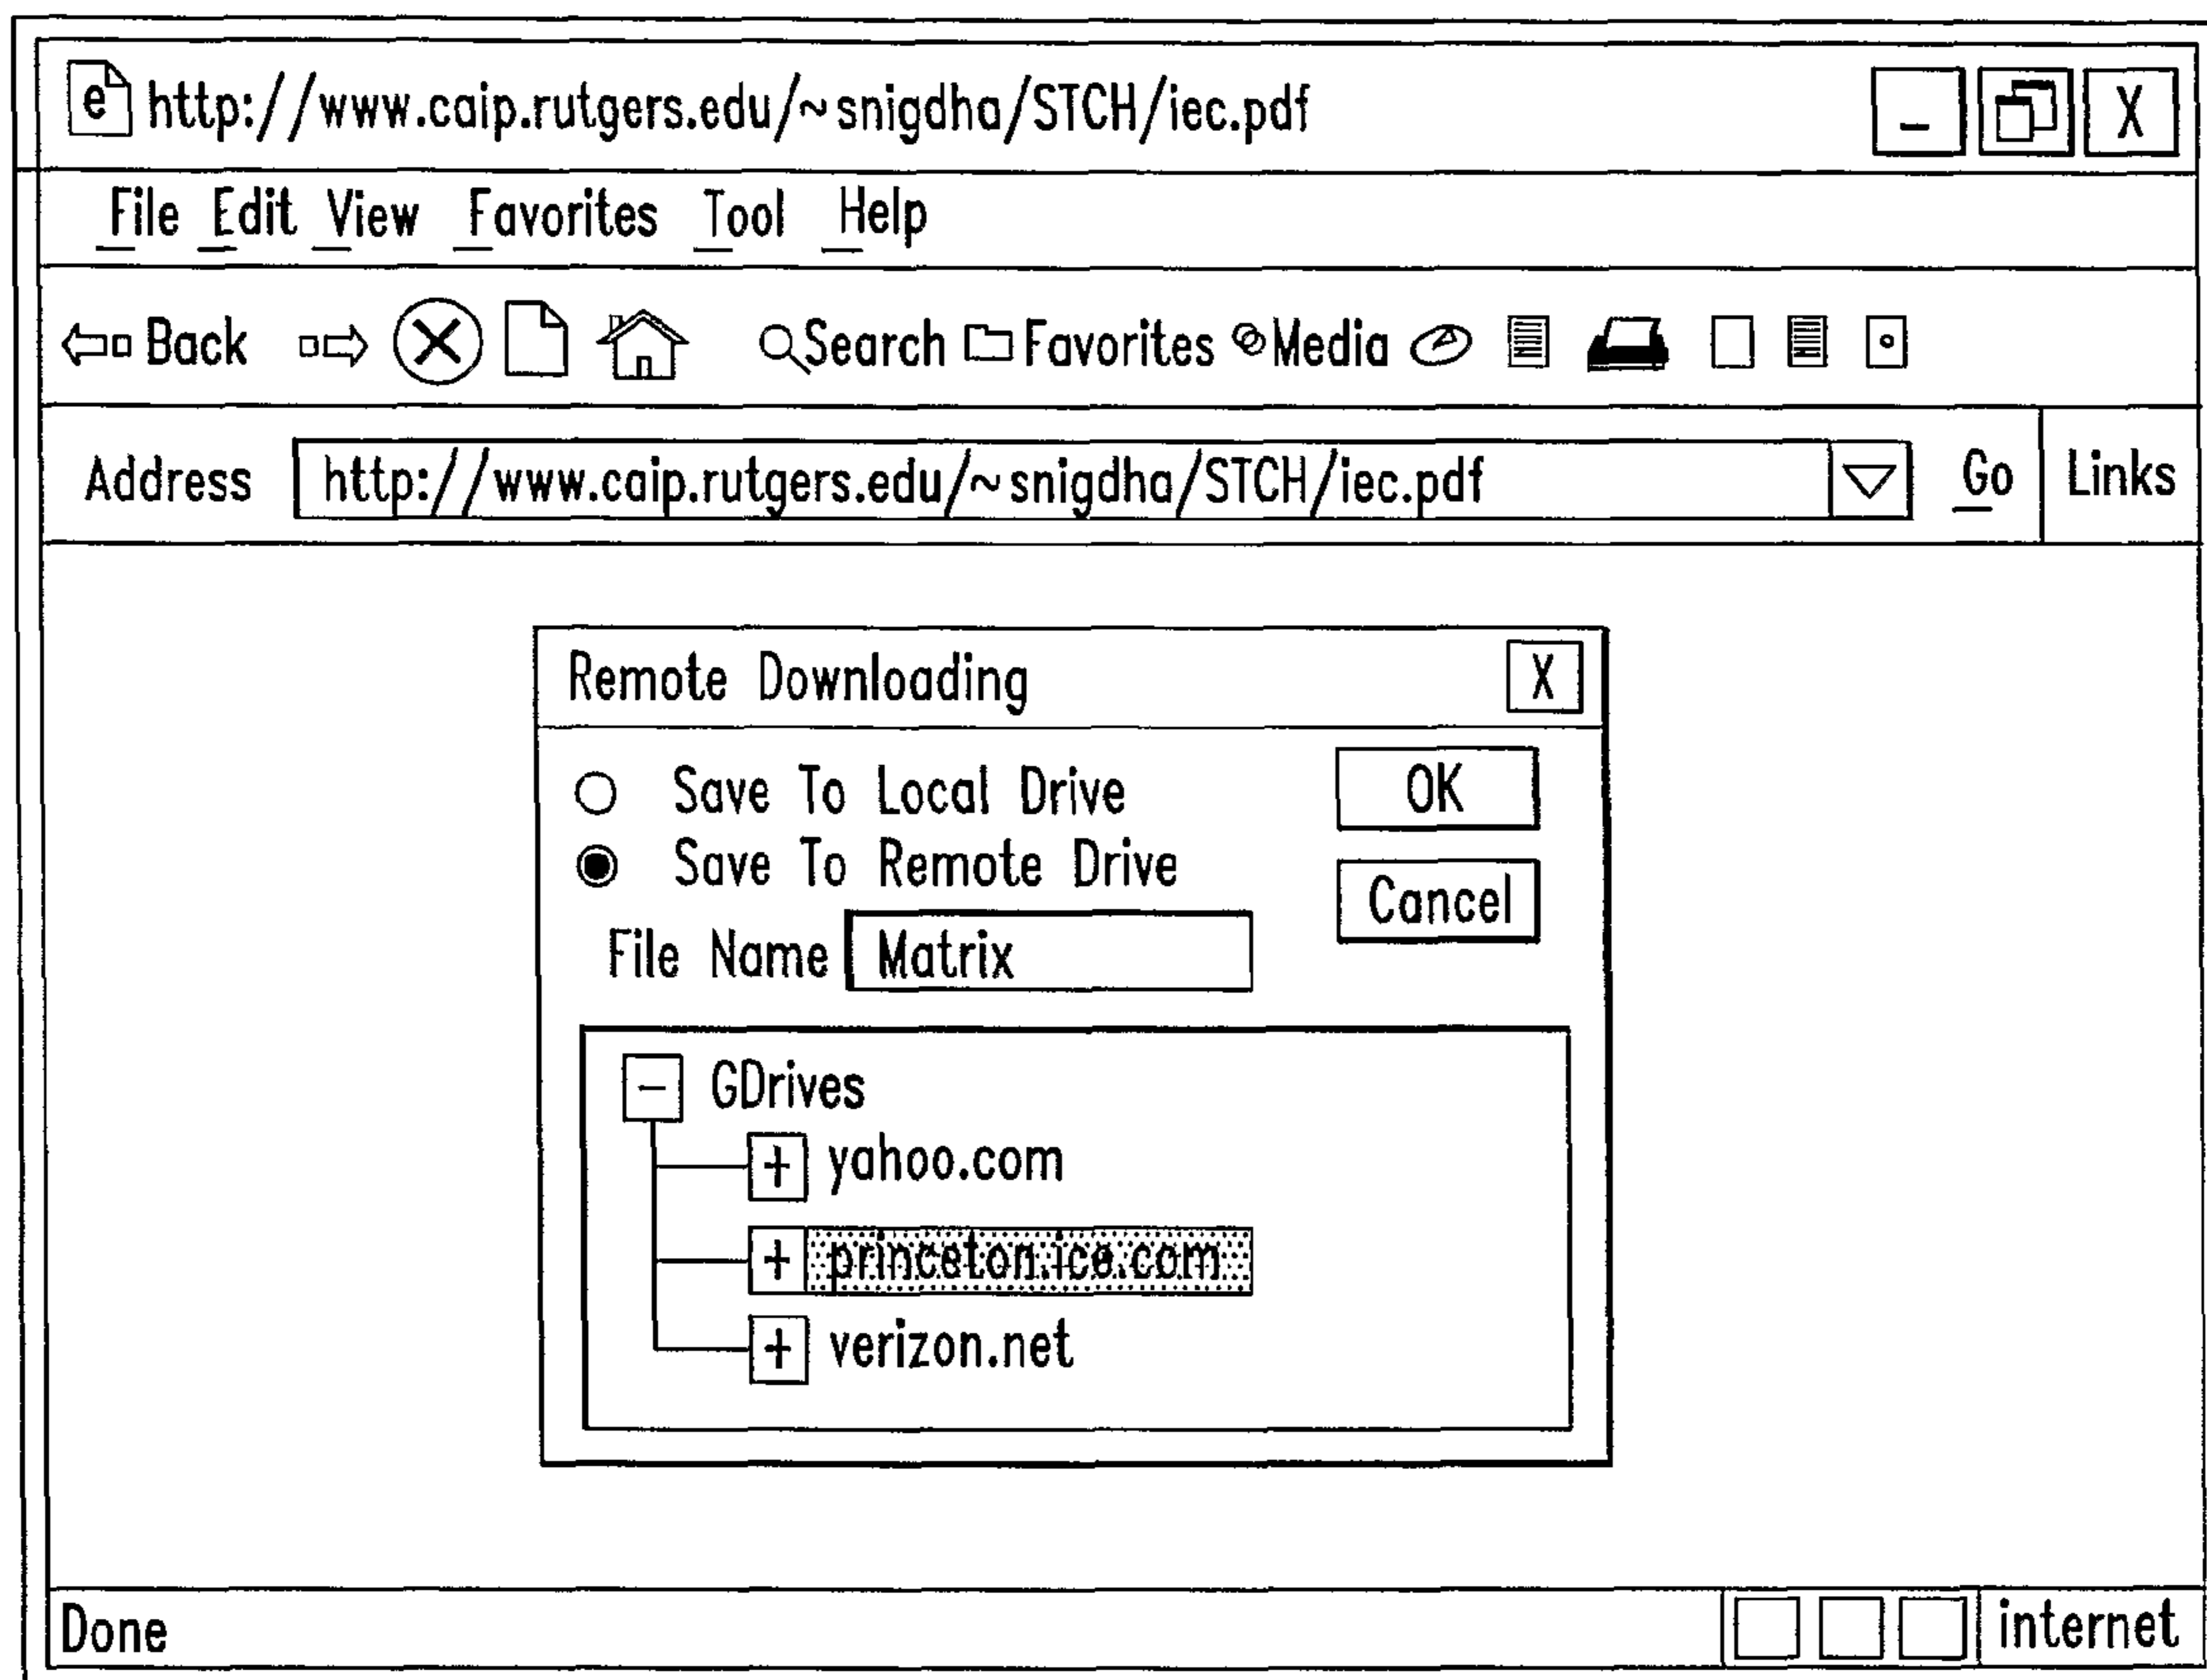 http://www.caip.rutgers.edu/~snigdha/STCH/iec.pdf _ X
File Edit View Favorites Tool Help
Back Search Favorites Media
Address http://www.caip.rutgers.edu/~snigdha/STCH/iec.pdf Go Links
Remote Downloading X
Save To Local Drive OK
Save To Remote Drive
Cancel
File Name Matrix
- GDrives
+ yahoo.com
+ princeton.ice.com
+ verizon.net
Done internet